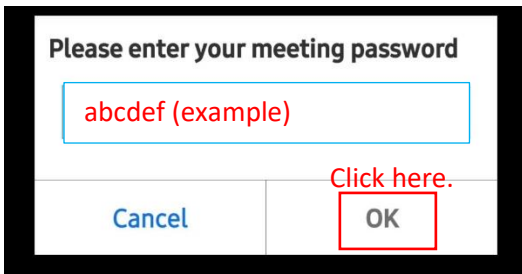 Please enter your meeting password
abcdef (example)
Click here.
Cancel
OK